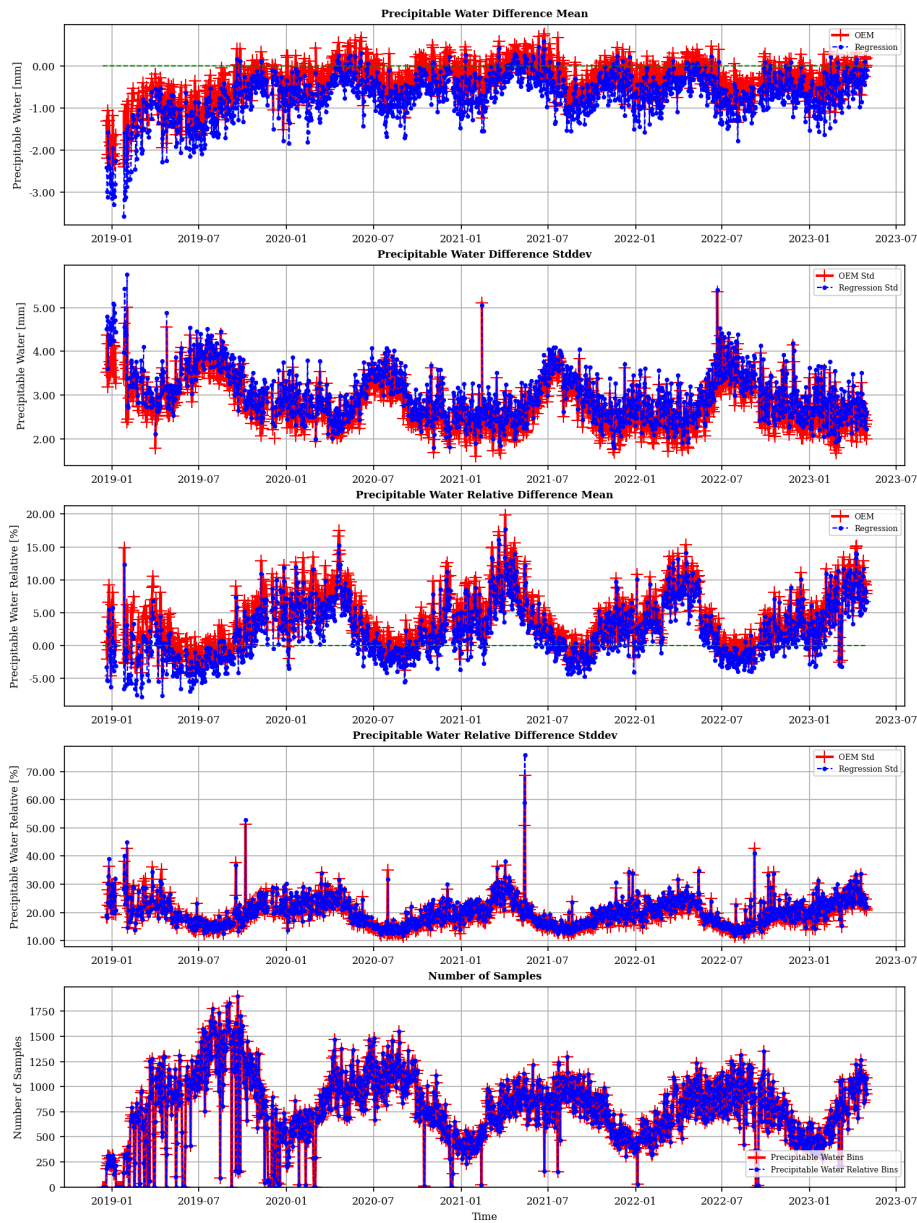 Precipitable Water Difference Mean
Precipitable Water [mm]
0.00
-1.00
-2.00
-3.00
OEM
Regression
2019-01 2019-07 2020-01 2020-07 2021-01 2021-07 2022-01 2022-07 2023-01 2023-07
Precipitable Water Difference Stddev
Precipitable Water [mm]
5.00
4.00
3.00
2.00
OEM Std
Regression Std
2019-01 2019-07 2020-01 2020-07 2021-01 2021-07 2022-01 2022-07 2023-01 2023-07
Precipitable Water Relative Difference Mean
Precipitable Water Relative [%]
20.00
15.00
10.00
5.00
0.00
-5.00
OEM
Regression
2019-01 2019-07 2020-01 2020-07 2021-01 2021-07 2022-01 2022-07 2023-01 2023-07
Precipitable Water Relative Difference Stddev
Precipitable Water Relative [%]
70.00
60.00
50.00
40.00
30.00
20.00
10.00
OEM Std
Regression Std
2019-01 2019-07 2020-01 2020-07 2021-01 2021-07 2022-01 2022-07 2023-01 2023-07
Number of Samples
Number of Samples
1750
1500
1250
1000
750
500
250
0
Precipitable Water Bins
Precipitable Water Relative Bins
2019-01 2019-07 2020-01 2020-07 2021-01 2021-07 2022-01 2022-07 2023-01 2023-07
Time